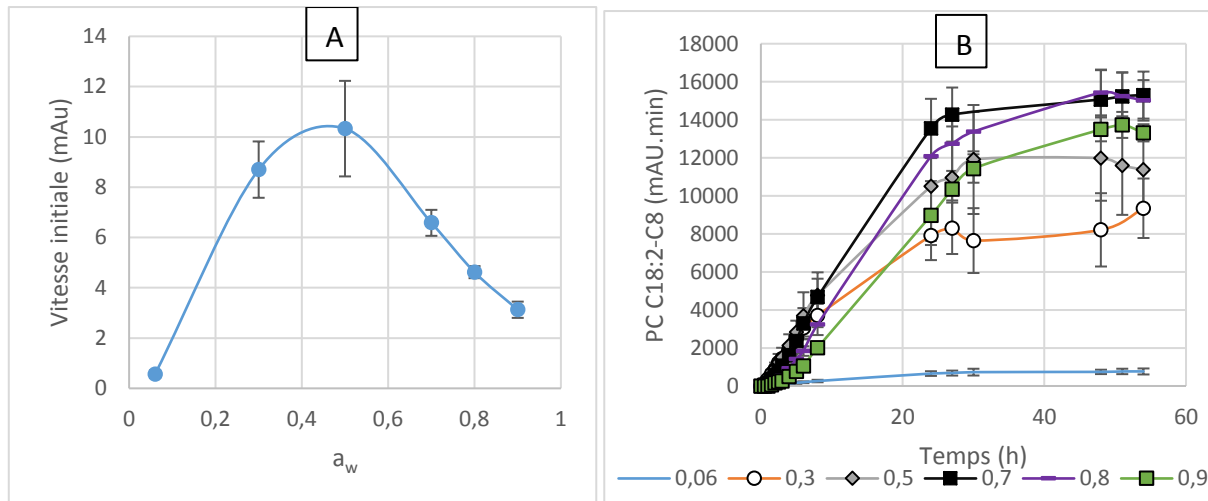 A
Vitesse initiale (mAu)
14
12
10
8
6
4
2
0
0 0,2 0,4 0,6 0,8 1
aw
B
PC C18:2-C8 (mAU.min)
18000
16000
14000
12000
10000
8000
6000
4000
2000
0
0 20 40 60
Temps (h)
0,06 0,3 0,5 0,7 0,8 0,9